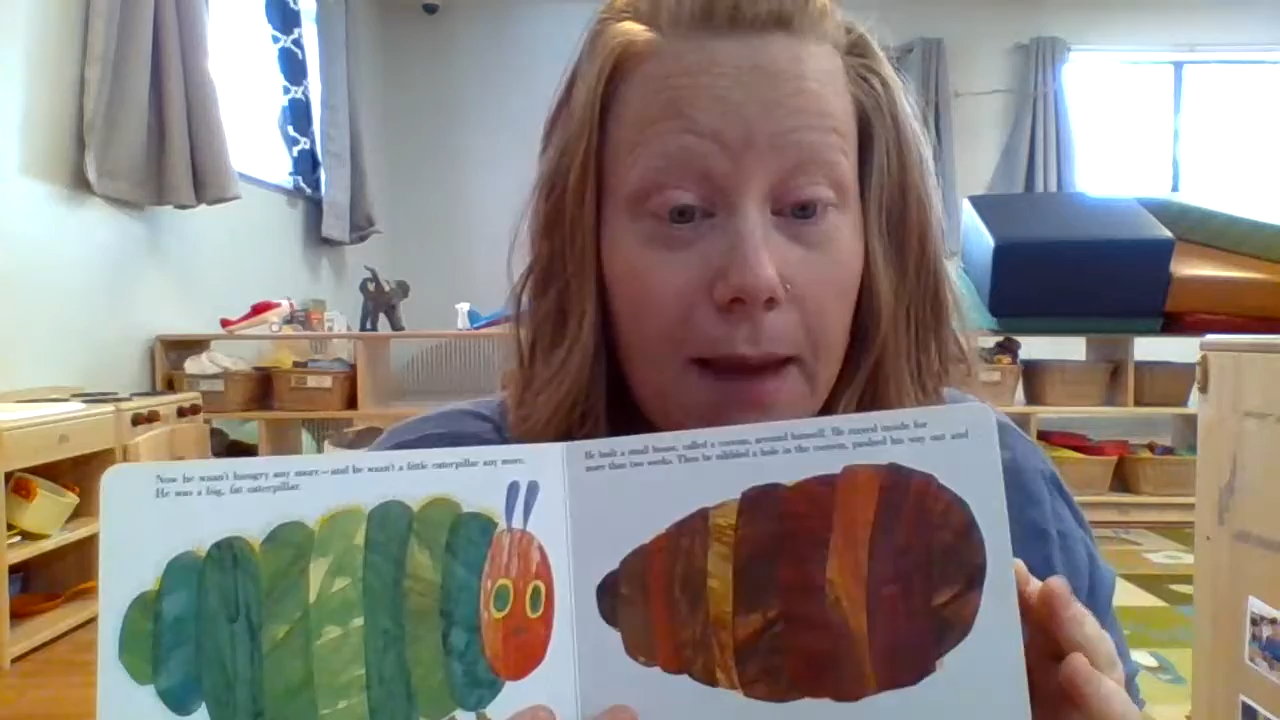 Now he wasn't hungry any more—and he wasn't a little caterpillar any more.
He was a big, fat caterpillar.
He built a small house, called a cocoon, around himself. He stayed inside for
more than two weeks. Then he nibbled a hole in the cocoon, pushed his way out and